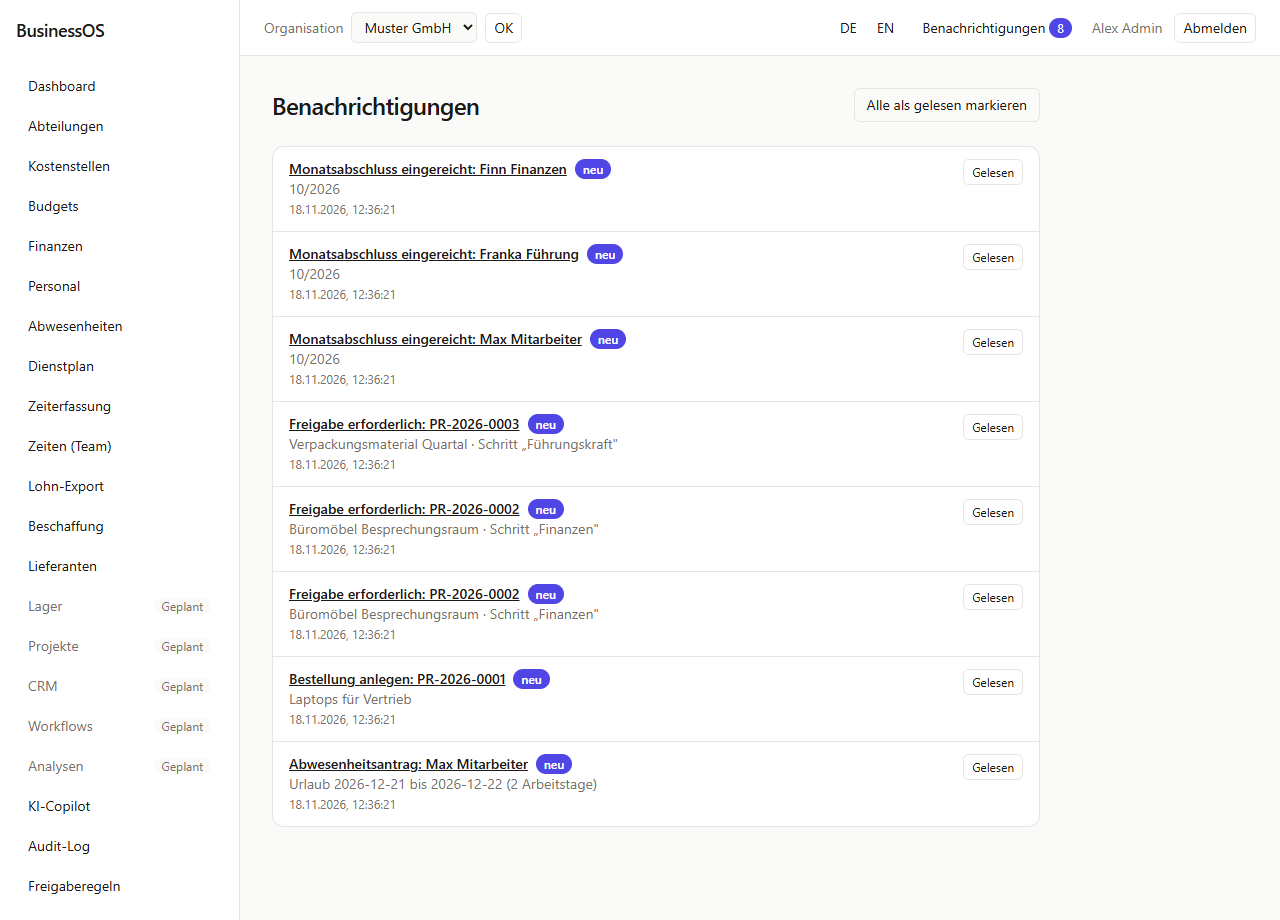 BusinessOS
Organisation Muster GmbH OK DE EN Benachrichtigungen 8 Alex Admin Abmelden
Dashboard
Abteilungen
Kostenstellen
Budgets
Finanzen
Personal
Abwesenheiten
Dienstplan
Zeiterfassung
Zeiten (Team)
Lohn-Export
Beschaffung
Lieferanten
Lager Geplant
Projekte Geplant
CRM Geplant
Workflows Geplant
Analysen Geplant
KI-Copilot
Audit-Log
Freigaberegeln
Benachrichtigungen Alle als gelesen markieren
Monatsabschluss eingereicht: Finn Finanzen neu Gelesen
10/2026
18.11.2026, 12:36:21
Monatsabschluss eingereicht: Franka Führung neu Gelesen
10/2026
18.11.2026, 12:36:21
Monatsabschluss eingereicht: Max Mitarbeiter neu Gelesen
10/2026
18.11.2026, 12:36:21
Freigabe erforderlich: PR-2026-0003 neu Gelesen
Verpackungsmaterial Quartal · Schritt „Führungskraft"
18.11.2026, 12:36:21
Freigabe erforderlich: PR-2026-0002 neu Gelesen
Büromöbel Besprechungsraum · Schritt „Finanzen"
18.11.2026, 12:36:21
Freigabe erforderlich: PR-2026-0002 neu Gelesen
Büromöbel Besprechungsraum · Schritt „Finanzen"
18.11.2026, 12:36:21
Bestellung anlegen: PR-2026-0001 neu Gelesen
Laptops für Vertrieb
18.11.2026, 12:36:21
Abwesenheitsantrag: Max Mitarbeiter neu Gelesen
Urlaub 2026-12-21 bis 2026-12-22 (2 Arbeitstage)
18.11.2026, 12:36:21